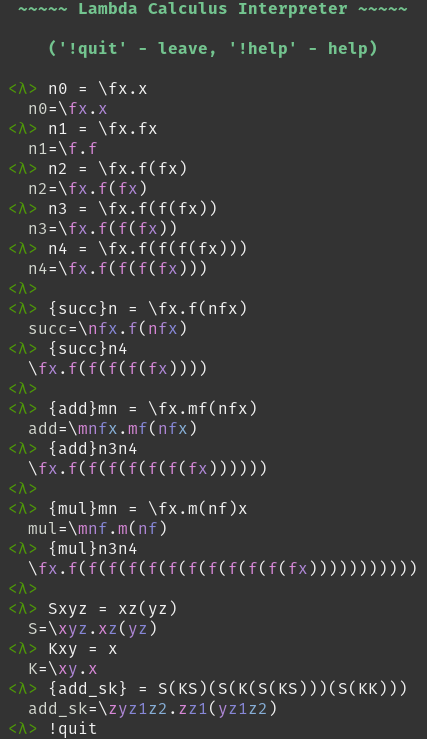 ~~~~~ Lambda Calculus Interpreter ~~~~~
('!quit' - leave, '!help' - help)
<λ> n0 = \fx.x
n0=\fx.x
<λ> n1 = \fx.fx
n1=\f.f
<λ> n2 = \fx.f(fx)
n2=\fx.f(fx)
<λ> n3 = \fx.f(f(fx))
n3=\fx.f(f(fx))
<λ> n4 = \fx.f(f(f(fx)))
n4=\fx.f(f(f(fx)))
<λ>
<λ> {succ}n = \fx.f(nfx)
succ=\nfx.f(nfx)
<λ> {succ}n4
\fx.f(f(f(f(fx))))
<λ>
<λ> {add}mn = \fx.mf(nfx)
add=\mnfx.mf(nfx)
<λ> {add}n3n4
\fx.f(f(f(f(f(f(fx))))))
<λ>
<λ> {mul}mn = \fx.m(nf)x
mul=\mnf.m(nf)
<λ> {mul}n3n4
\fx.f(f(f(f(f(f(f(f(f(f(f(fx)))))))))))
<λ>
<λ> Sxyz = xz(yz)
S=\xyz.xz(yz)
<λ> Kxy = x
K=\xy.x
<λ> {add_sk} = S(KS)(S(K(S(KS)))(S(KK)))
add_sk=\zyz1z2.zz1(yz1z2)
<λ> !quit